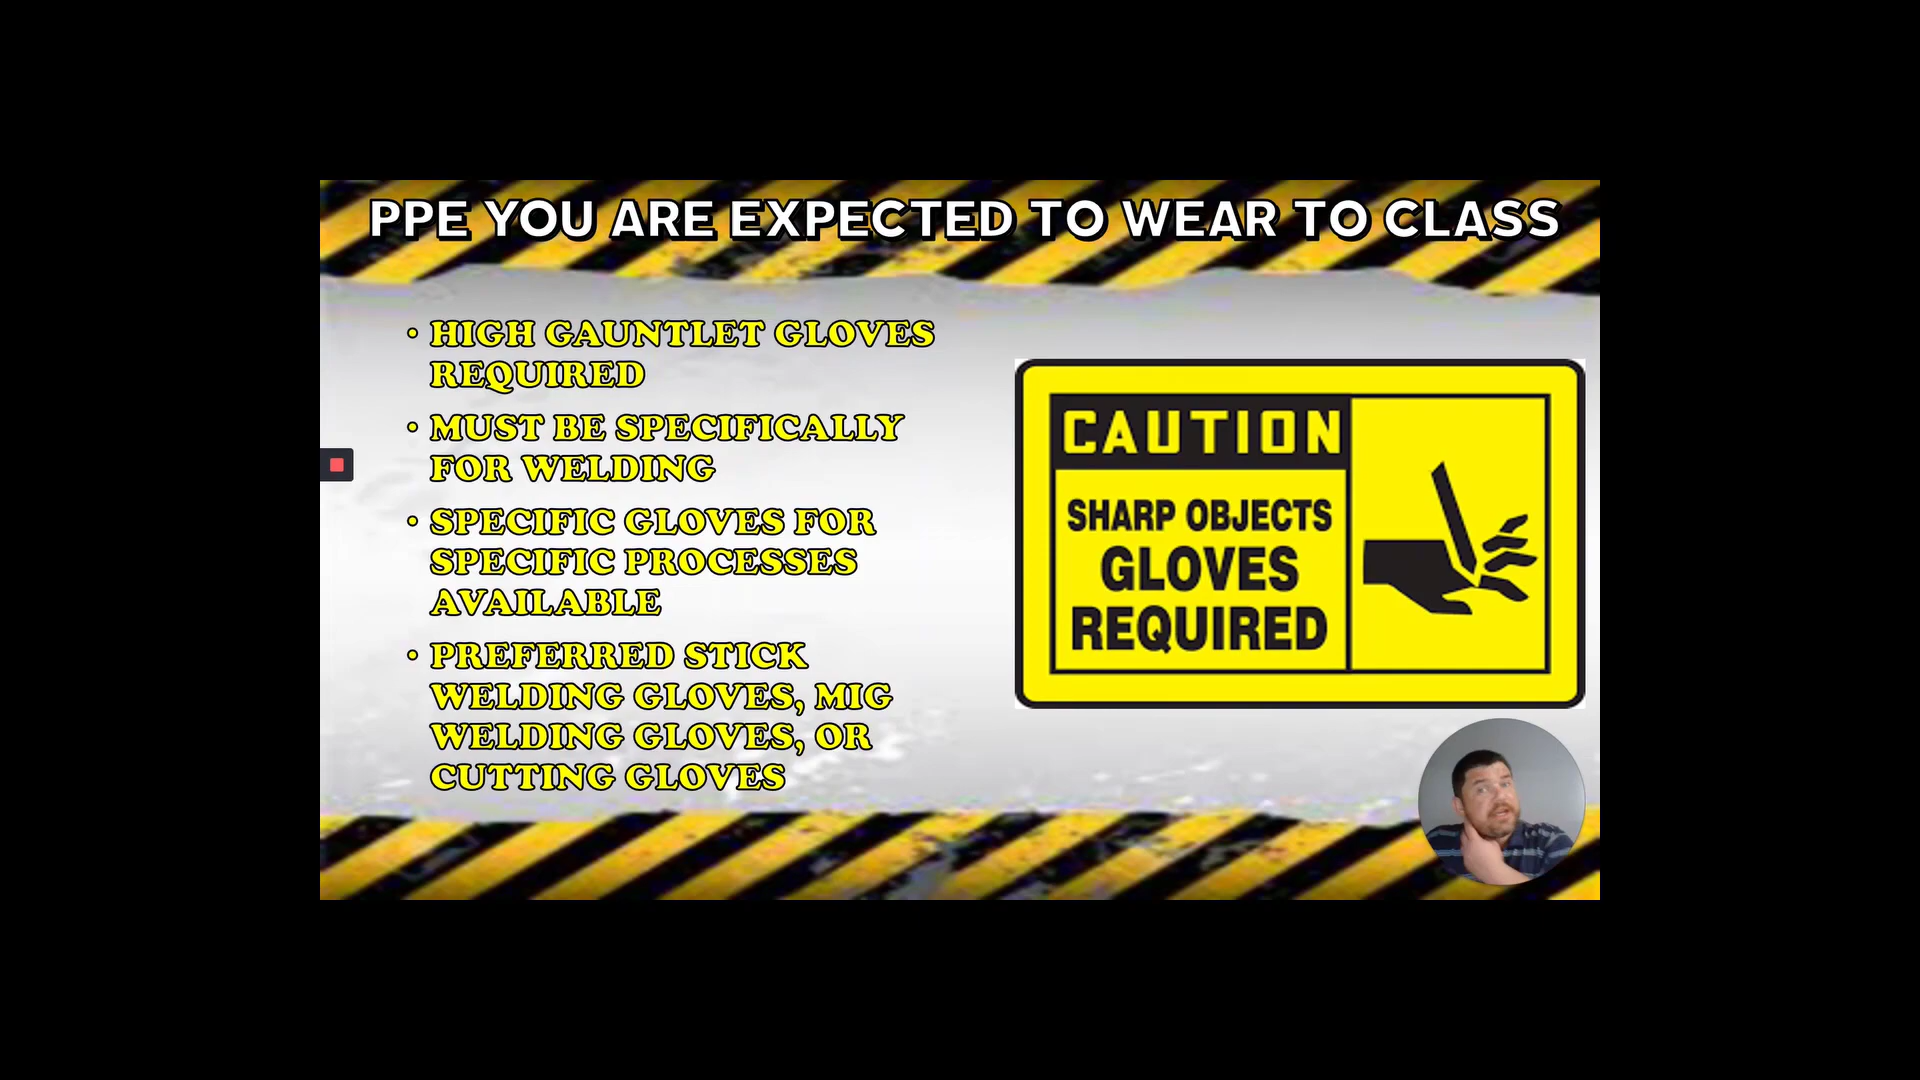 PPE YOU ARE EXPECTED TO WEAR TO CLASS
• HIGH GAUNTLET GLOVES
REQUIRED
• MUST BE SPECIFICALLY
FOR WELDING
• SPECIFIC GLOVES FOR
SPECIFIC PROCESSES
AVAILABLE
• PREFERRED STICK
WELDING GLOVES, MIG
WELDING GLOVES, OR
CUTTING GLOVES
CAUTION
SHARP OBJECTS
GLOVES
REQUIRED